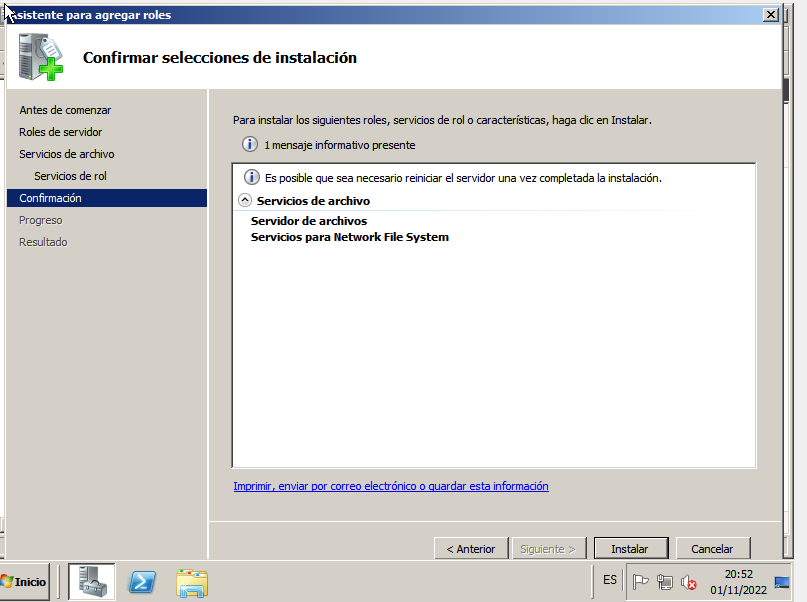 Asistente para agregar roles
Confirmar selecciones de instalación
Antes de comenzar
Roles de servidor
Servicios de archivo
Servicios de rol
Confirmación
Progreso
Resultado
Para instalar los siguientes roles, servicios de rol o características, haga clic en Instalar.
1 mensaje informativo presente
Es posible que sea necesario reiniciar el servidor una vez completada la instalación.
Servicios de archivo
Servidor de archivos
Servicios para Network File System
Imprimir, enviar por correo electrónico o guardar esta información
< Anterior
Siguiente >
Instalar
Cancelar
Inicio
ES
20:52
01/11/2022